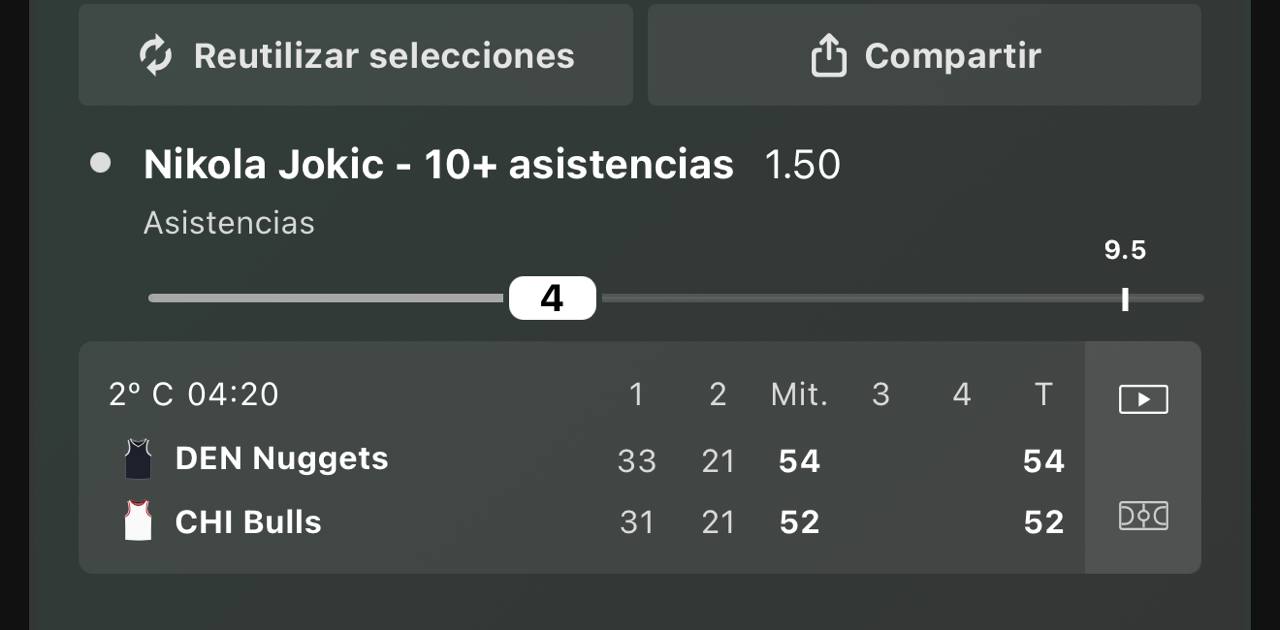 Reutilizar selecciones Compartir
Nikola Jokic - 10+ asistencias 1.50
Asistencias
9.5
4
2º C 04:20 1 2 Mit. 3 4 T
DEN Nuggets 33 21 54 54
CHI Bulls 31 21 52 52